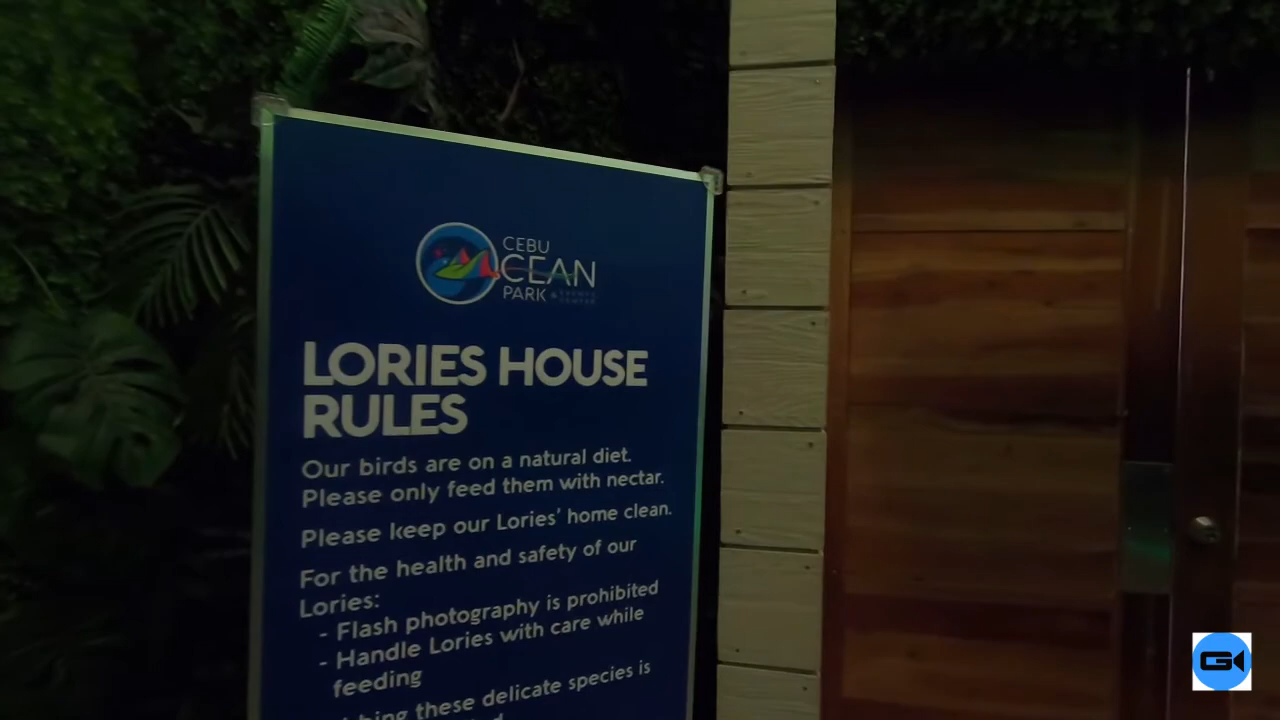 CEBU
OCEAN
PARK &
LORIES HOUSE
RULES
Our birds are on a natural diet.
Please only feed them with nectar.
Please keep our Lories' home clean.
For the health and safety of our
Lories:
- Flash photography is prohibited
- Handle Lories with care while
feeding
these delicate species is